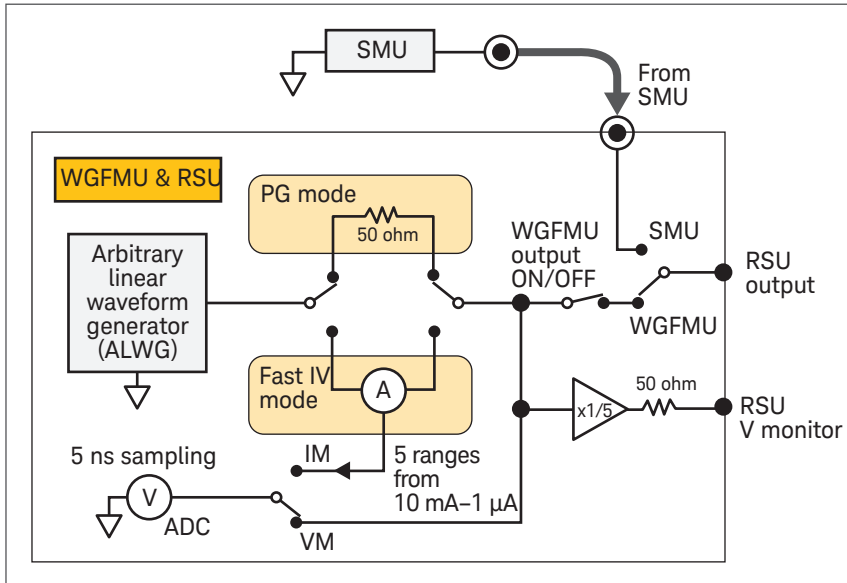 SMU
From
SMU
WGFMU & RSU
PG mode
50 ohm
Arbitrary
linear
waveform
generator
(ALWG)
WGFMU
output
ON/OFF
SMU
RSU
output
WGFMU
Fast IV
mode
A
x1/5
50 ohm
RSU
V monitor
5 ns sampling
IM
5 ranges
from
10 mA–1 µA
V
ADC
VM